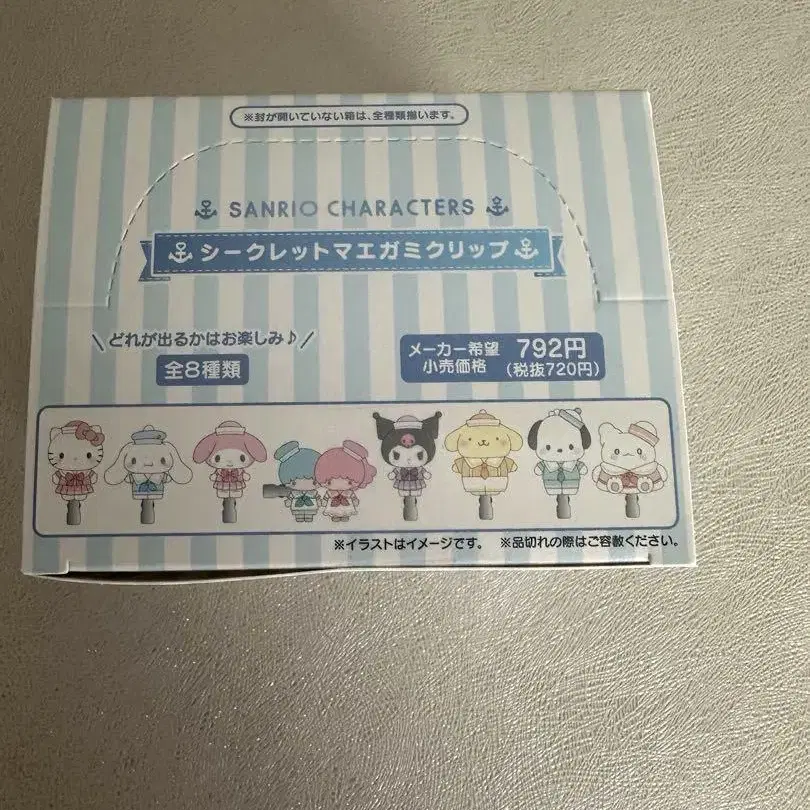 ※封が開いていない箱は、全種類揃います。
SANRIO CHARACTERS
シークレットマエガミクリップ
どれが出るかはお楽しみ♪
全8種類
メーカー希望小売価格 792円
(税抜720円)
※イラストはイメージです。 ※品切れの際はご容赦ください。